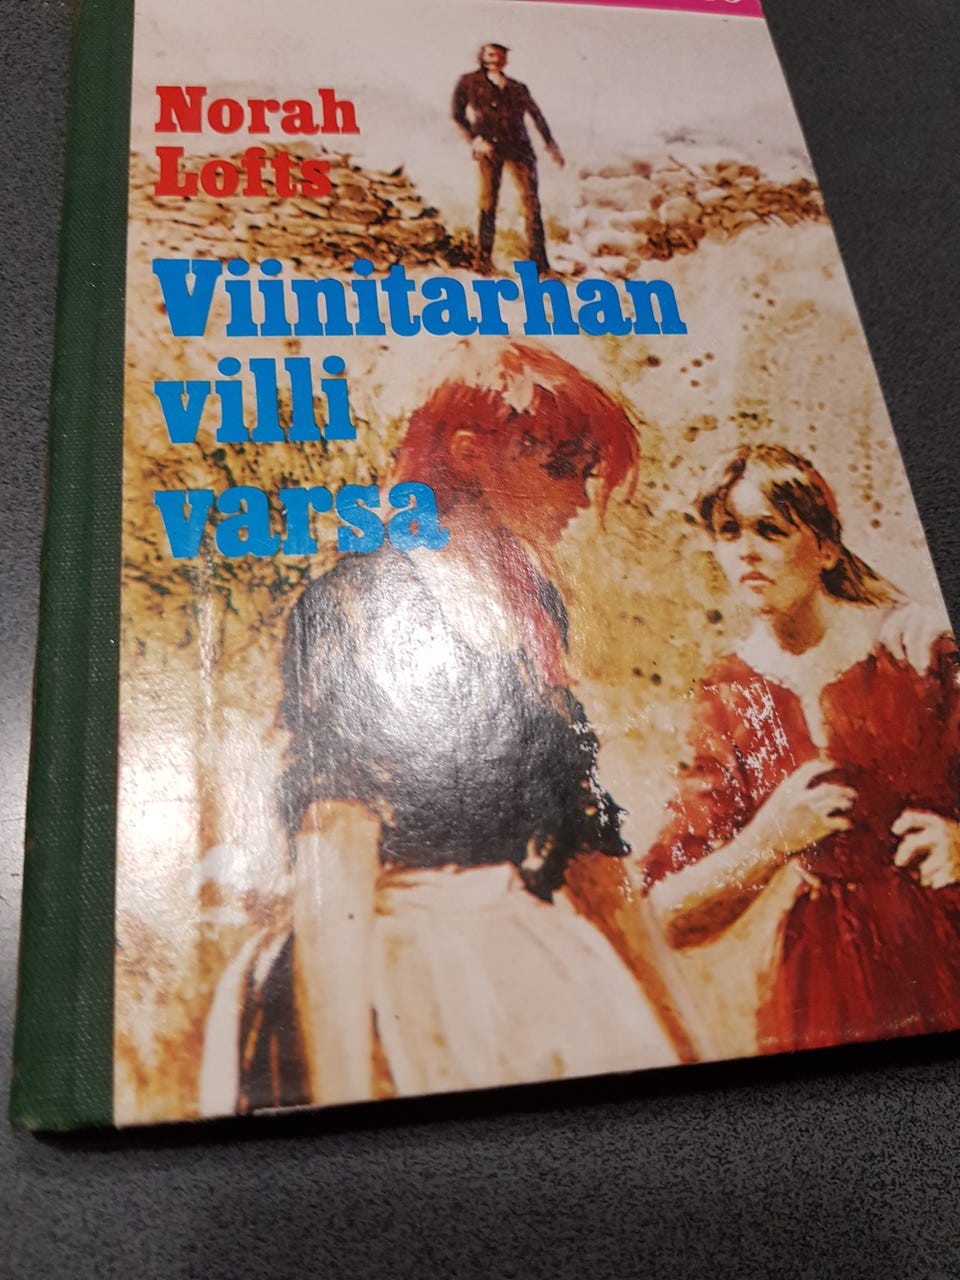 Norah
Lofts
Viinitarhan
villi
varsa